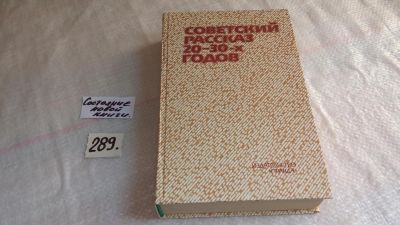 СОВЕТСКИЙ
РАССКАЗ
20–30-х
ГОДОВ
Состояние
новой
книги.
289.